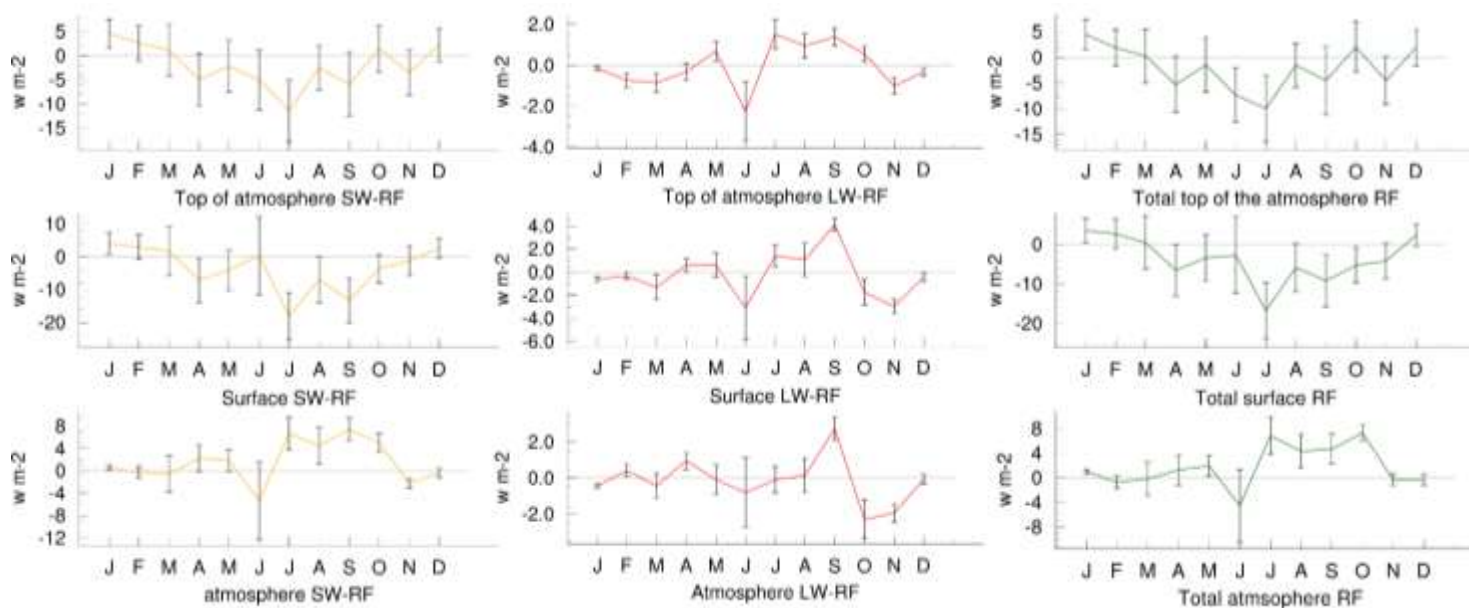 w m-2
5
0
-5
-10
-15
J F M A M J J A S O N D
Top of atmosphere SW-RF
2.0
0.0
-2.0
-4.0
J F M A M J J A S O N D
Top of atmosphere LW-RF
w m-2
5
0
-5
-10
-15
J F M A M J J A S O N D
Total top of the atmosphere RF
w m-2
10
0
-10
-20
J F M A M J J A S O N D
Surface SW-RF
w m-2
4.0
2.0
0.0
-2.0
-4.0
-6.0
J F M A M J J A S O N D
Surface LW-RF
w m-2
0
-10
-20
J F M A M J J A S O N D
Total surface RF
w m-2
8
4
0
-4
-8
-12
J F M A M J J A S O N D
atmosphere SW-RF
w m-2
2.0
0.0
-2.0
J F M A M J J A S O N D
Atmosphere LW-RF
w m-2
8
4
0
-4
-8
J F M A M J J A S O N D
Total atmsophere RF